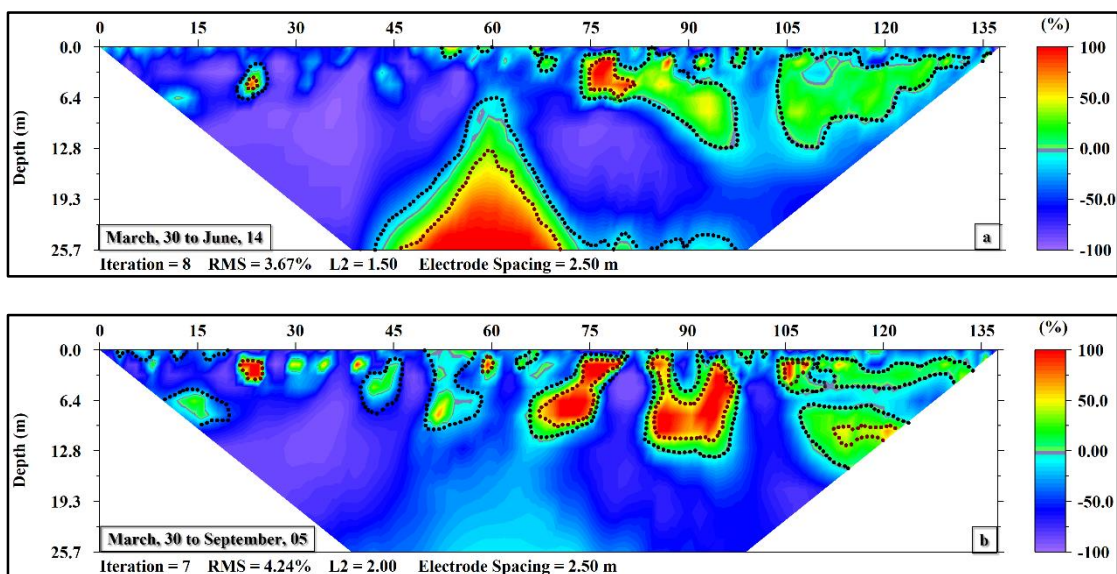 0 15 30 45 60 75 90 105 120 135 (%)
0.0 100
6.4 50.0
12.8 0.00
19.3 -50.0
25.7 -100
Depth (m)
March, 30 to June, 14 a
Iteration = 8 RMS = 3.67% L2 = 1.50 Electrode Spacing = 2.50 m
0 15 30 45 60 75 90 105 120 135 (%)
0.0 100
6.4 50.0
12.8 0.00
19.3 -50.0
25.7 -100
Depth (m)
March, 30 to September, 05 b
Iteration = 7 RMS = 4.24% L2 = 2.00 Electrode Spacing = 2.50 m